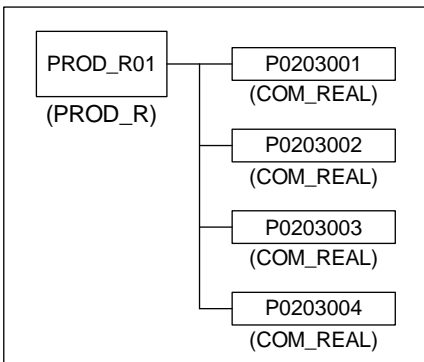 PROD_R01
(PROD_R)
P0203001
(COM_REAL)
P0203002
(COM_REAL)
P0203003
(COM_REAL)
P0203004
(COM_REAL)